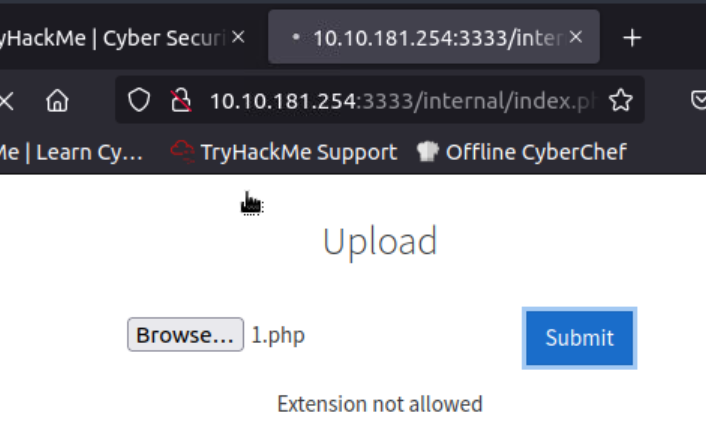 yHackMe | Cyber Securi
10.10.181.254:3333/inter
10.10.181.254:3333/internal/index.ph
Me | Learn Cy… TryHackMe Support Offline CyberChef
Upload
Browse… 1.php Submit
Extension not allowed